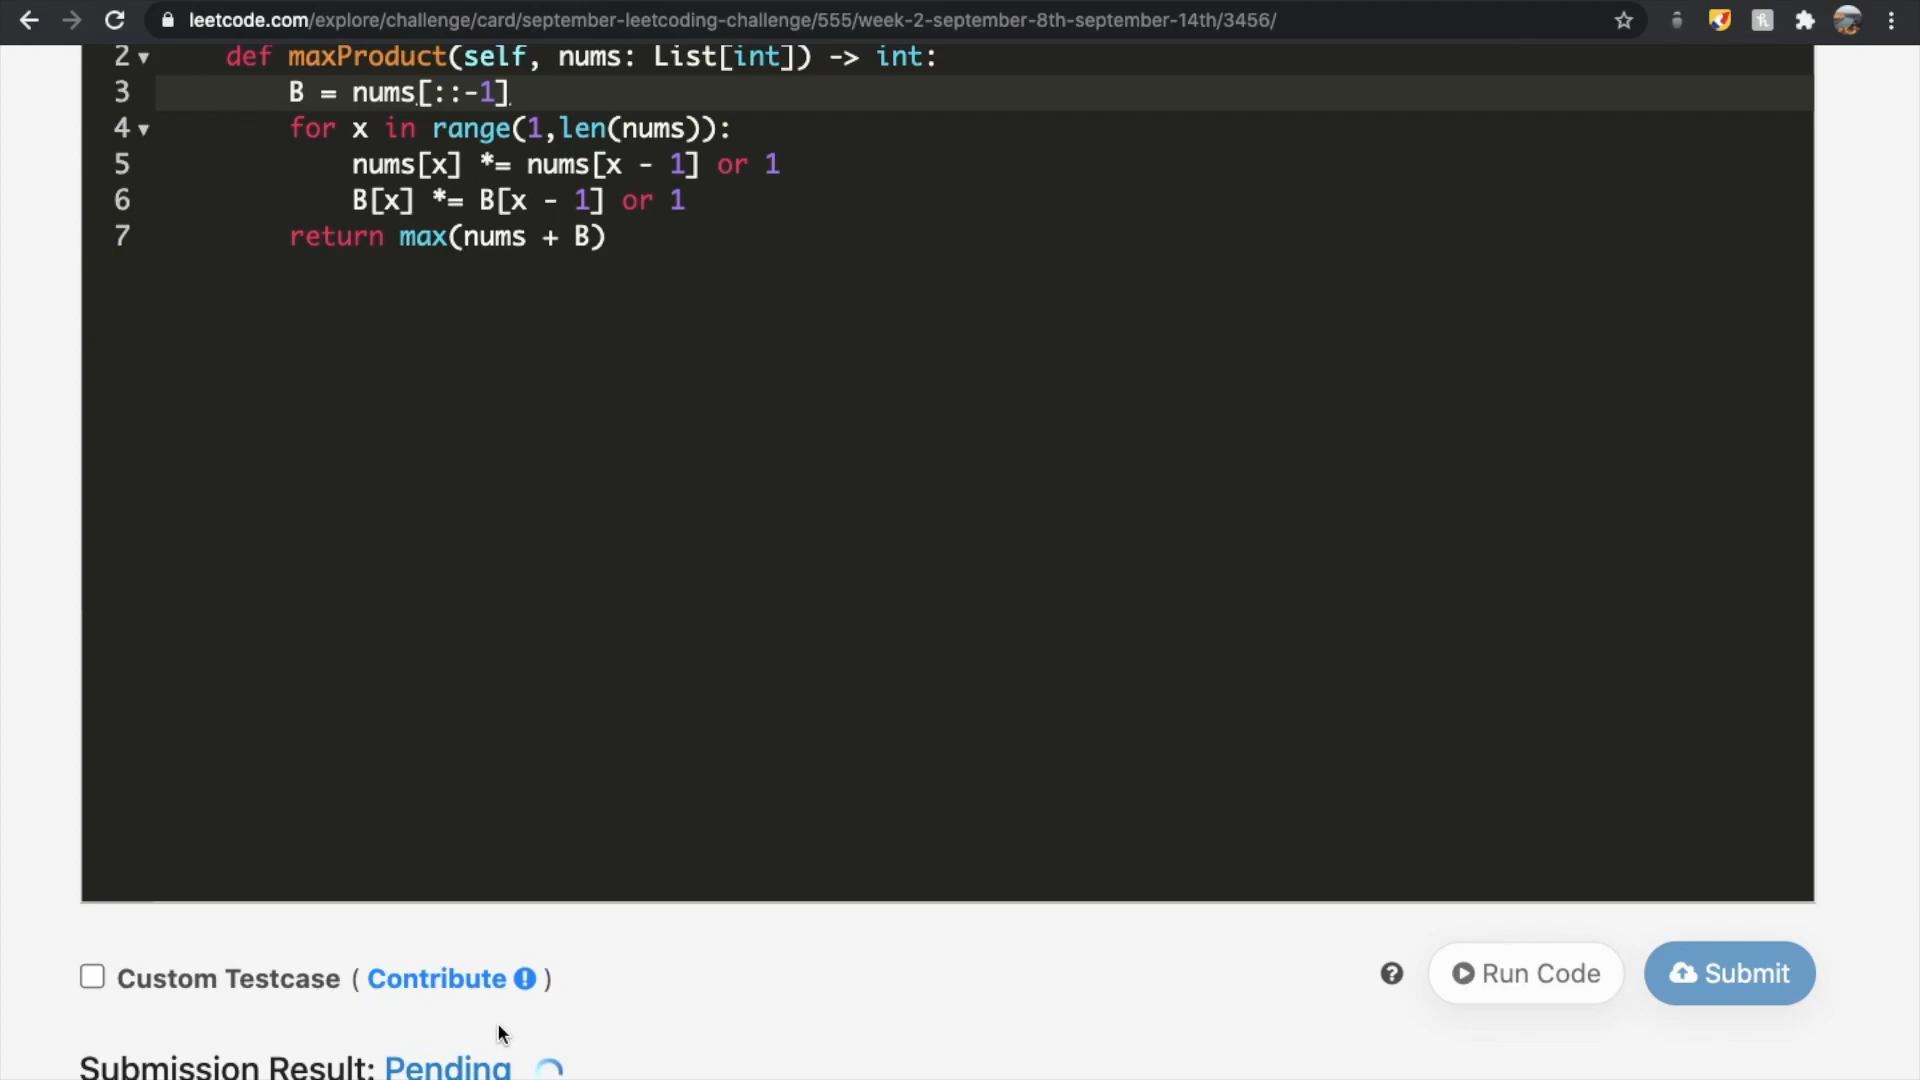 leetcode.com/explore/challenge/card/september-leetcoding-challenge/555/week-2-september-8th-september-14th/3456/
2 def maxProduct(self, nums: List[int]) -> int:
3 B = nums[::-1]
4 for x in range(1,len(nums)):
5 nums[x] *= nums[x - 1] or 1
6 B[x] *= B[x - 1] or 1
7 return max(nums + B)
Custom Testcase ( Contribute ! )
? Run Code Submit
Submission Result: Pending